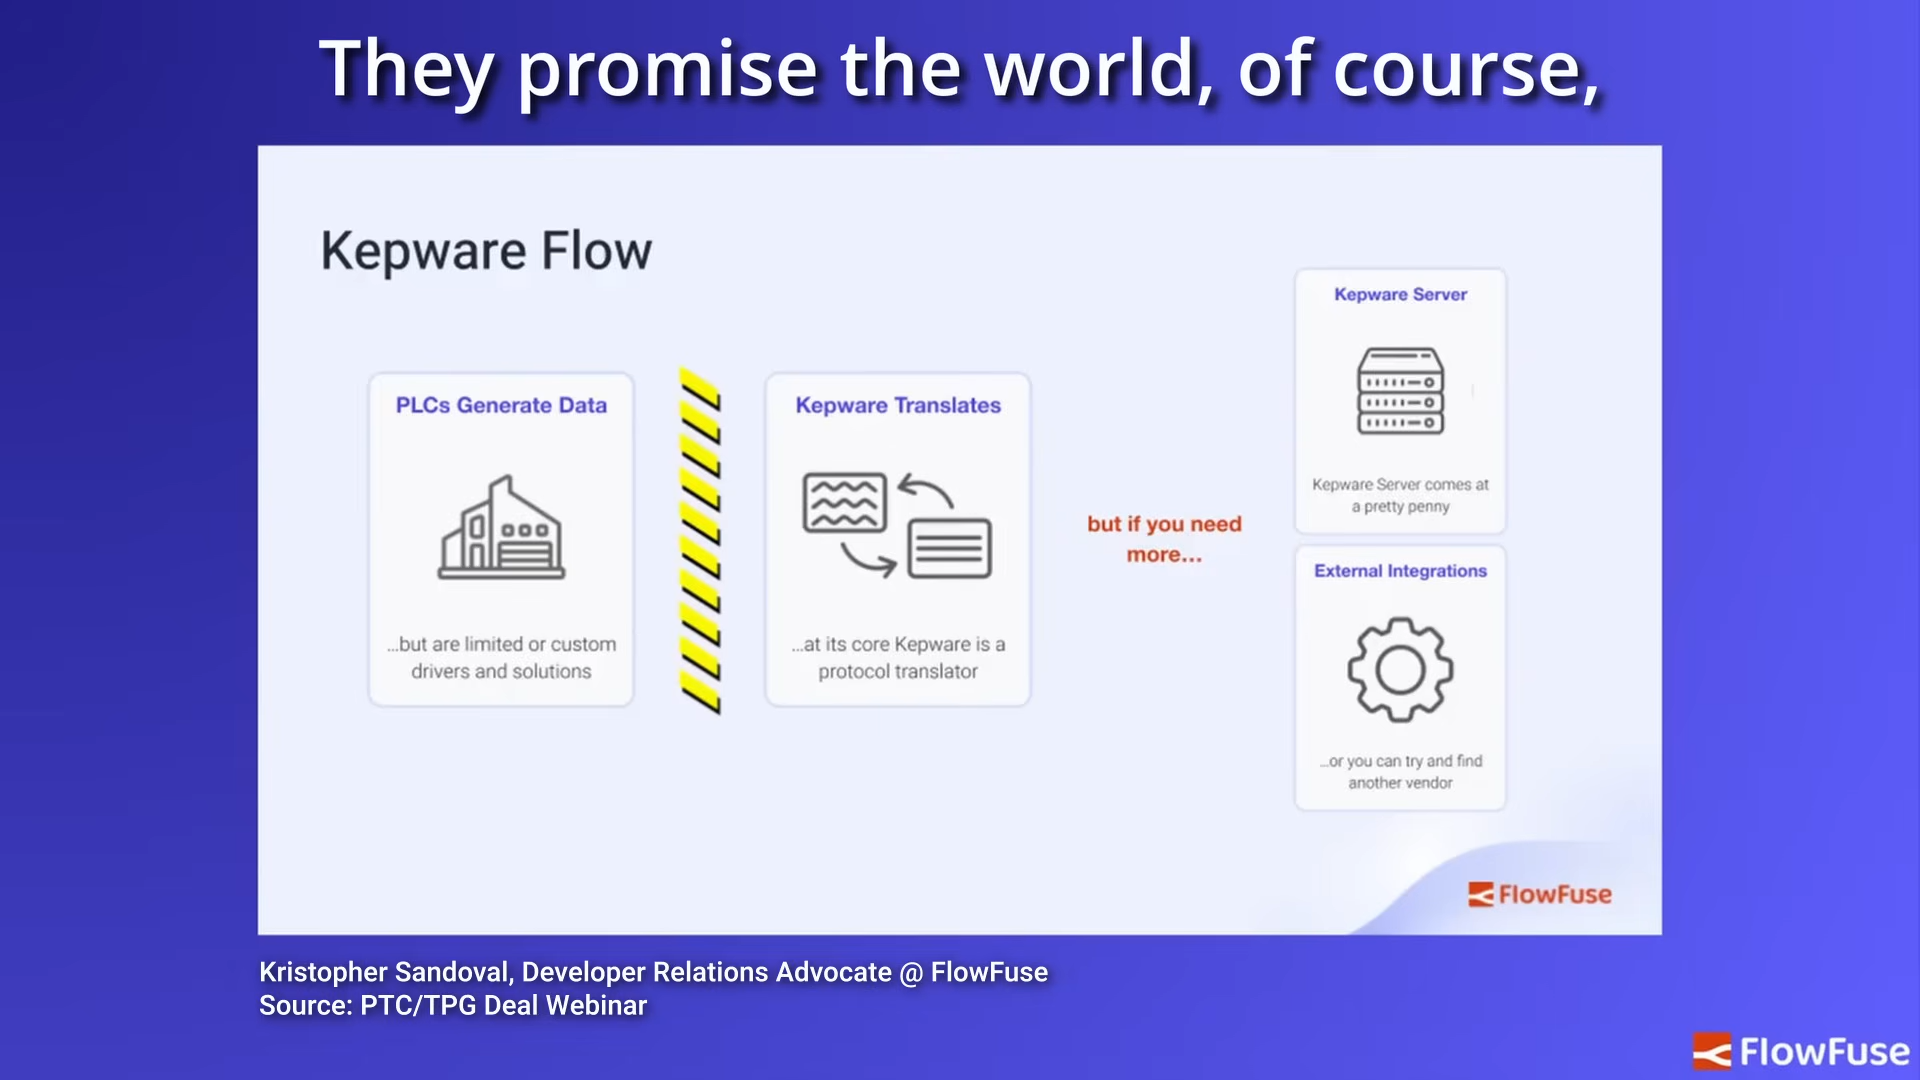 They promise the world, of course,
Kepware Flow
PLCs Generate Data
...but are limited or custom
drivers and solutions
Kepware Translates
...at its core Kepware is a
protocol translator
but if you need
more...
Kepware Server
Kepware Server comes at
a pretty penny
External Integrations
...or you can try and find
another vendor
FlowFuse
Kristopher Sandoval, Developer Relations Advocate @ FlowFuse
Source: PTC/TPG Deal Webinar
FlowFuse